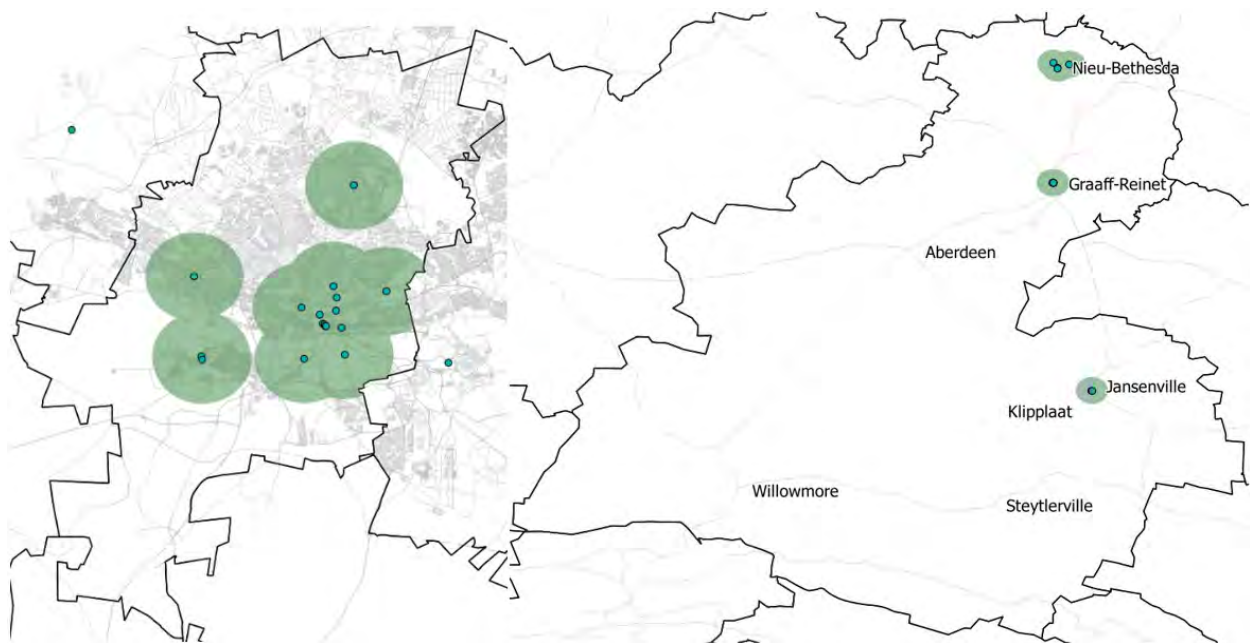 Nieu-Bethesda
Graaff-Reinet
Aberdeen
Jansenville
Klipplaat
Willowmore
Steytlerville